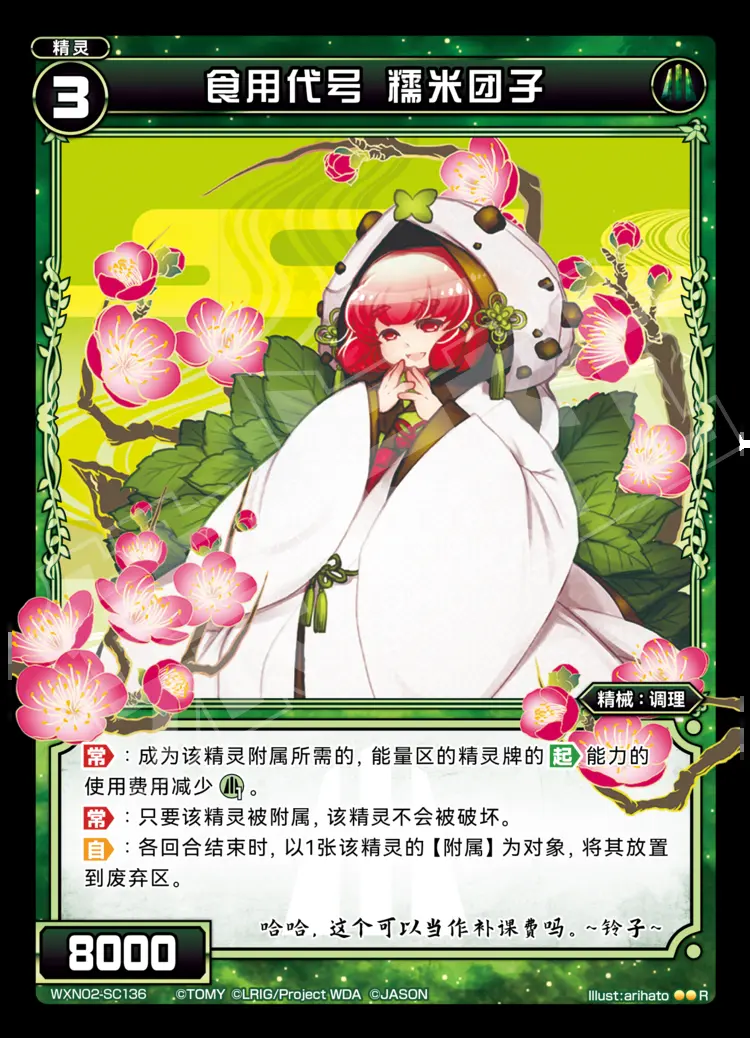 精灵
3
食用代号 糯米团子
精械：调理
常：成为该精灵附属所需的，能量区的精灵牌的 起 能力的
使用费用减少 1。
常：只要该精灵被附属，该精灵不会被破坏。
自：各回合结束时，以1张该精灵的【附属】为对象，将其放置
到废弃区。
哈哈，这个可以当作补课费吗。~铃子~
8000
WXN02-SC136 ©TOMY ©LRIG/Project WDA ©JASON Illust:arihato R